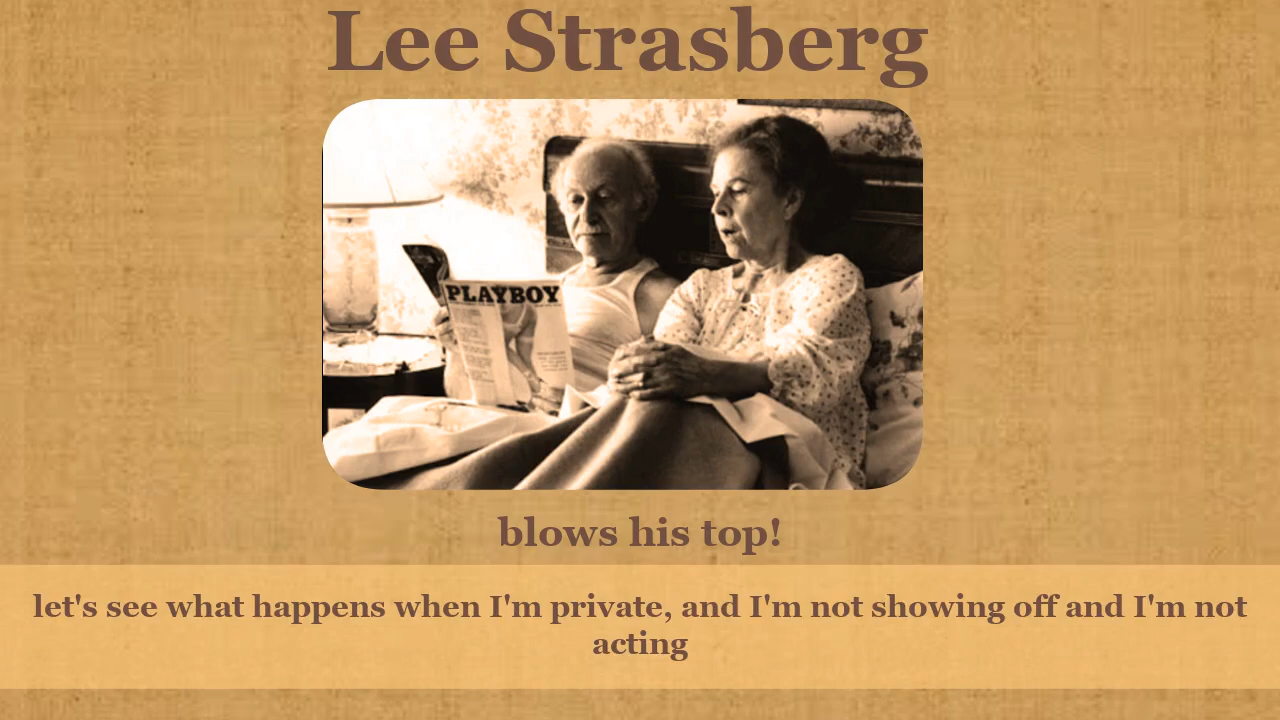 Lee Strasberg
PLAYBOY
blows his top!
let's see what happens when I'm private, and I'm not showing off and I'm not
acting